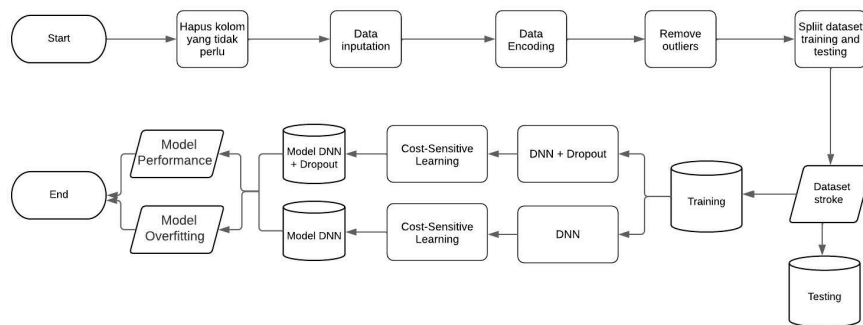 Start
Hapus kolom
yang tidak
perlu
Data
inputation
Data
Encoding
Remove
outliers
Spliit dataset
training and
testing
Model
Performance
Model DNN
+ Dropout
Cost-Sensitive
Learning
DNN + Dropout
End
Training
Dataset
stroke
Model
Overfitting
Model DNN
Cost-Sensitive
Learning
DNN
Testing